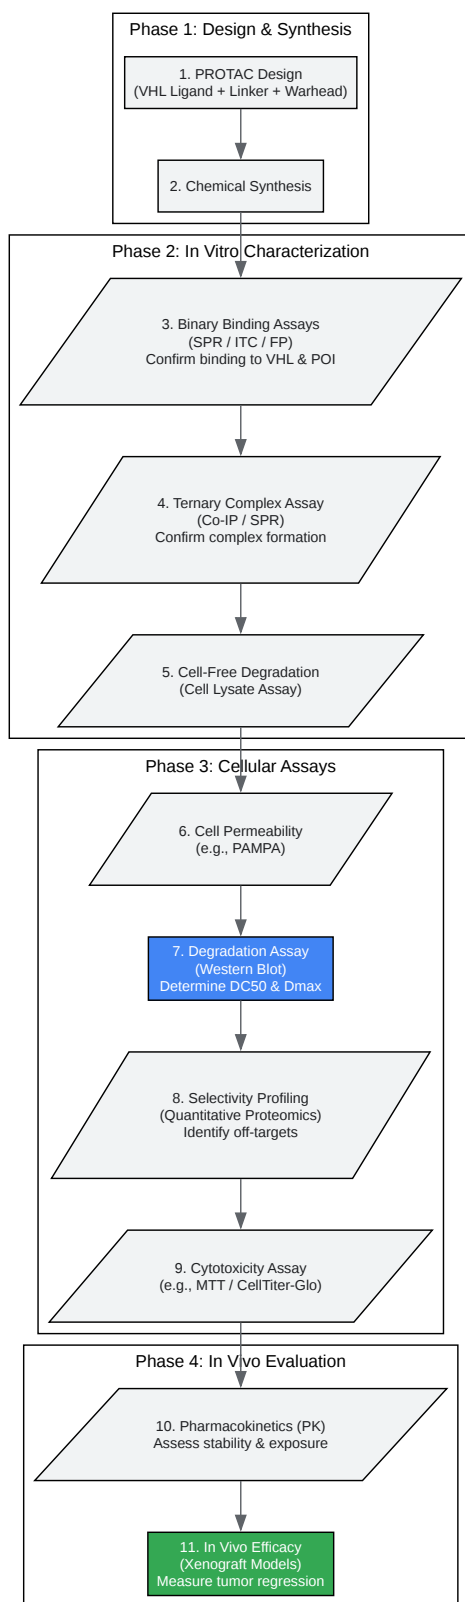 Phase 1: Design & Synthesis
1. PROTAC Design
(VHL Ligand + Linker + Warhead)
2. Chemical Synthesis
Phase 2: In Vitro Characterization
3. Binary Binding Assays
(SPR / ITC / FP)
Confirm binding to VHL & POI
4. Ternary Complex Assay
(Co-IP / SPR)
Confirm complex formation
5. Cell-Free Degradation
(Cell Lysate Assay)
Phase 3: Cellular Assays
6. Cell Permeability
(e.g., PAMPA)
7. Degradation Assay
(Western Blot)
Determine DC50 & Dmax
8. Selectivity Profiling
(Quantitative Proteomics)
Identify off-targets
9. Cytotoxicity Assay
(e.g., MTT / CellTiter-Glo)
Phase 4: In Vivo Evaluation
10. Pharmacokinetics (PK)
Assess stability & exposure
11. In Vivo Efficacy
(Xenograft Models)
Measure tumor regression